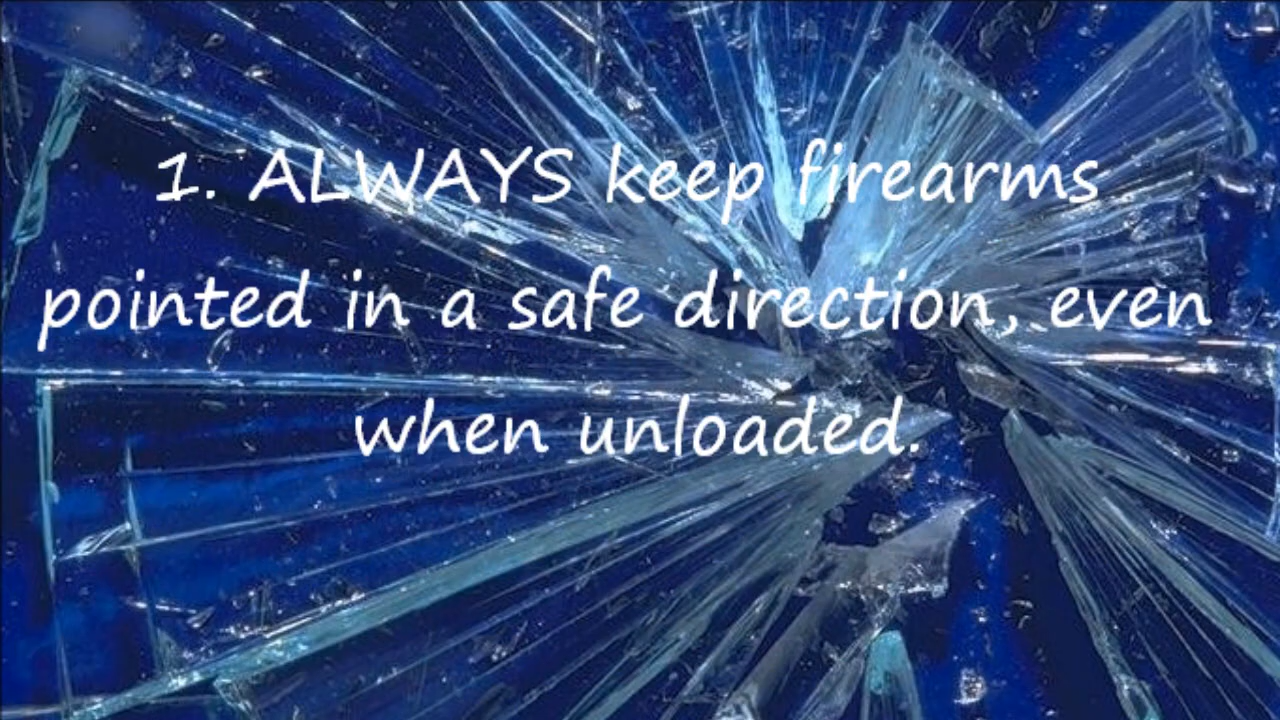 1. ALWAYS keep firearms
pointed in a safe direction, even
when unloaded.